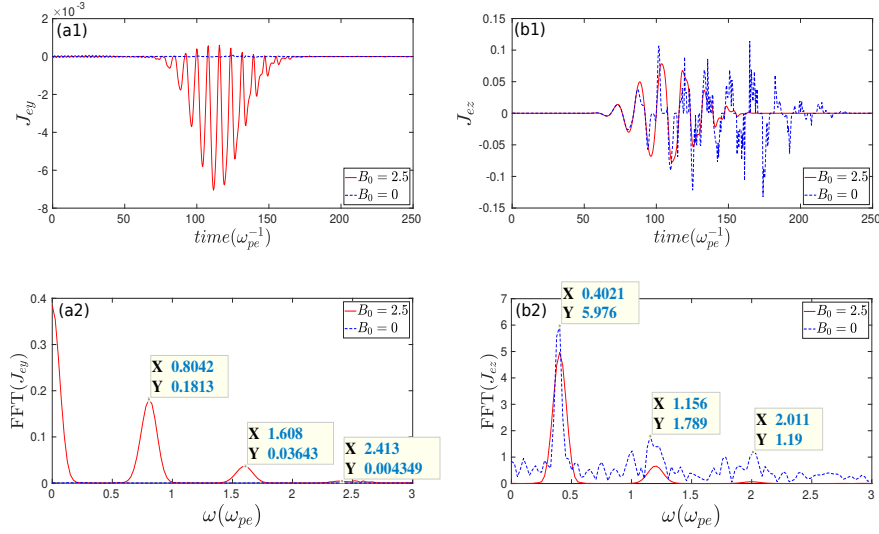 (a1)
×10⁻³
2
0
-2
-4
-6
-8
J_ey
0 50 100 150 200 250
time(ω_pe⁻¹)
B₀ = 2.5
B₀ = 0
(b1)
0.15
0.1
0.05
0
-0.05
-0.1
-0.15
J_ez
0 50 100 150 200 250
time(ω_pe⁻¹)
B₀ = 2.5
B₀ = 0
(a2)
0.4
0.3
0.2
0.1
0
FFT(J_ey)
X 0.8042
Y 0.1813
X 1.608
Y 0.03643
X 2.413
Y 0.004349
B₀ = 2.5
B₀ = 0
0 0.5 1 1.5 2 2.5 3
ω(ω_pe)
(b2)
7
6
5
4
3
2
1
0
FFT(J_ez)
X 0.4021
Y 5.976
X 1.156
Y 1.789
X 2.011
Y 1.19
B₀ = 2.5
B₀ = 0
0 0.5 1 1.5 2 2.5 3
ω(ω_pe)